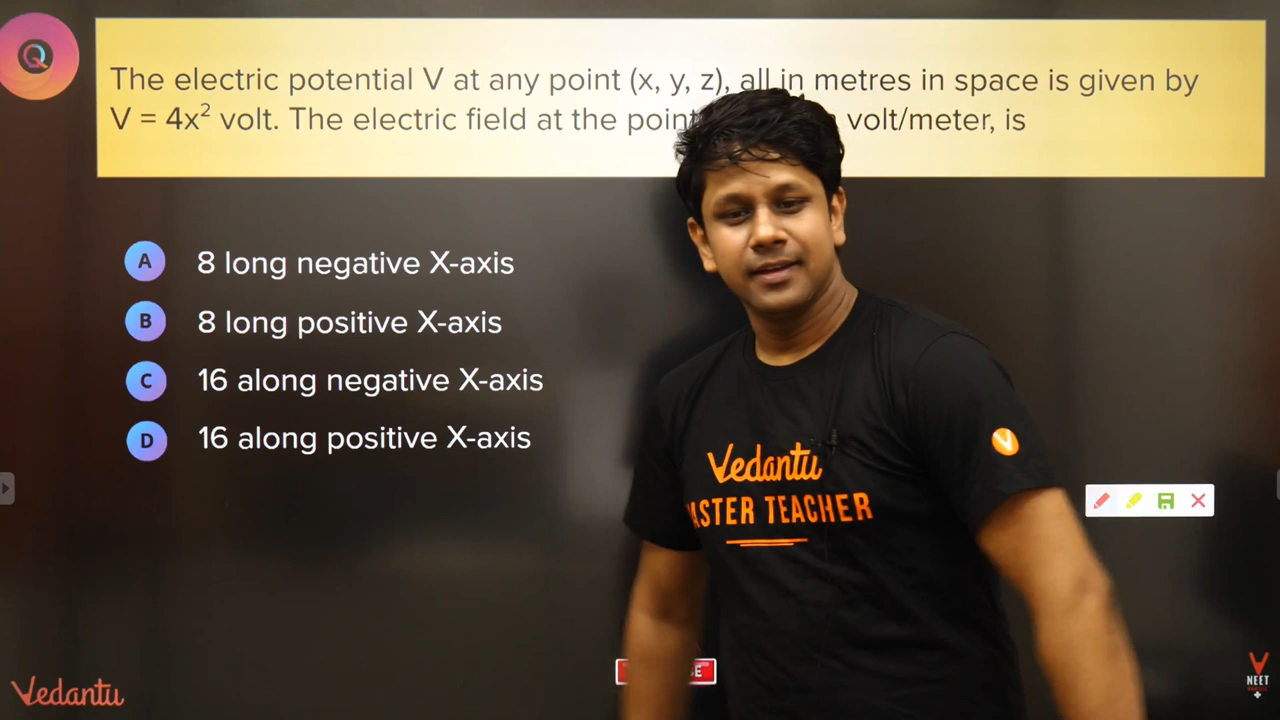 The electric potential V at any point (x, y, z), all in metres in space is given by
V = 4x² volt. The electric field at the point volt/meter, is
A 8 long negative X-axis
B 8 long positive X-axis
C 16 along negative X-axis
D 16 along positive X-axis
Vedantu
V
ASTER TEACHER
Vedantu
V
NEET